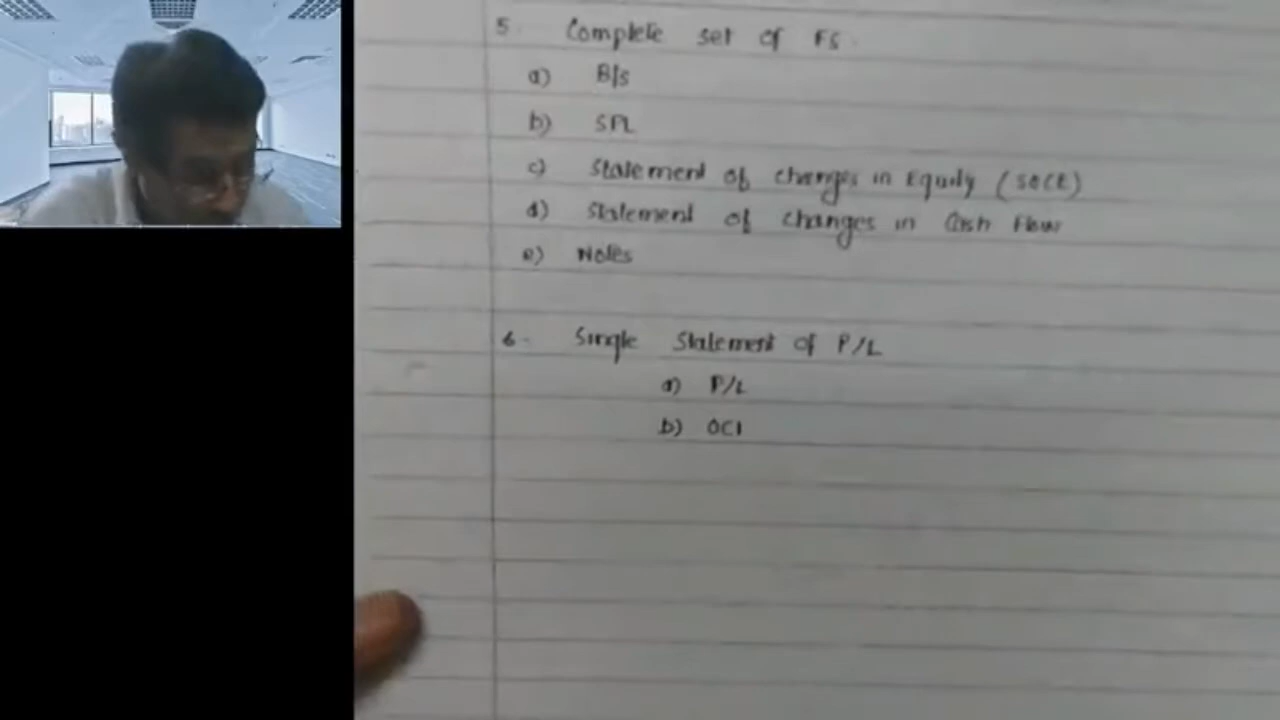 5. Complete set of FS.
a) B/s
b) SPL
c) Statement of changes in Equity (SOCE)
d) Statement of changes in Cash Flow
e) Notes
6. Single Statement of P/L
a) P/L
b) OCI